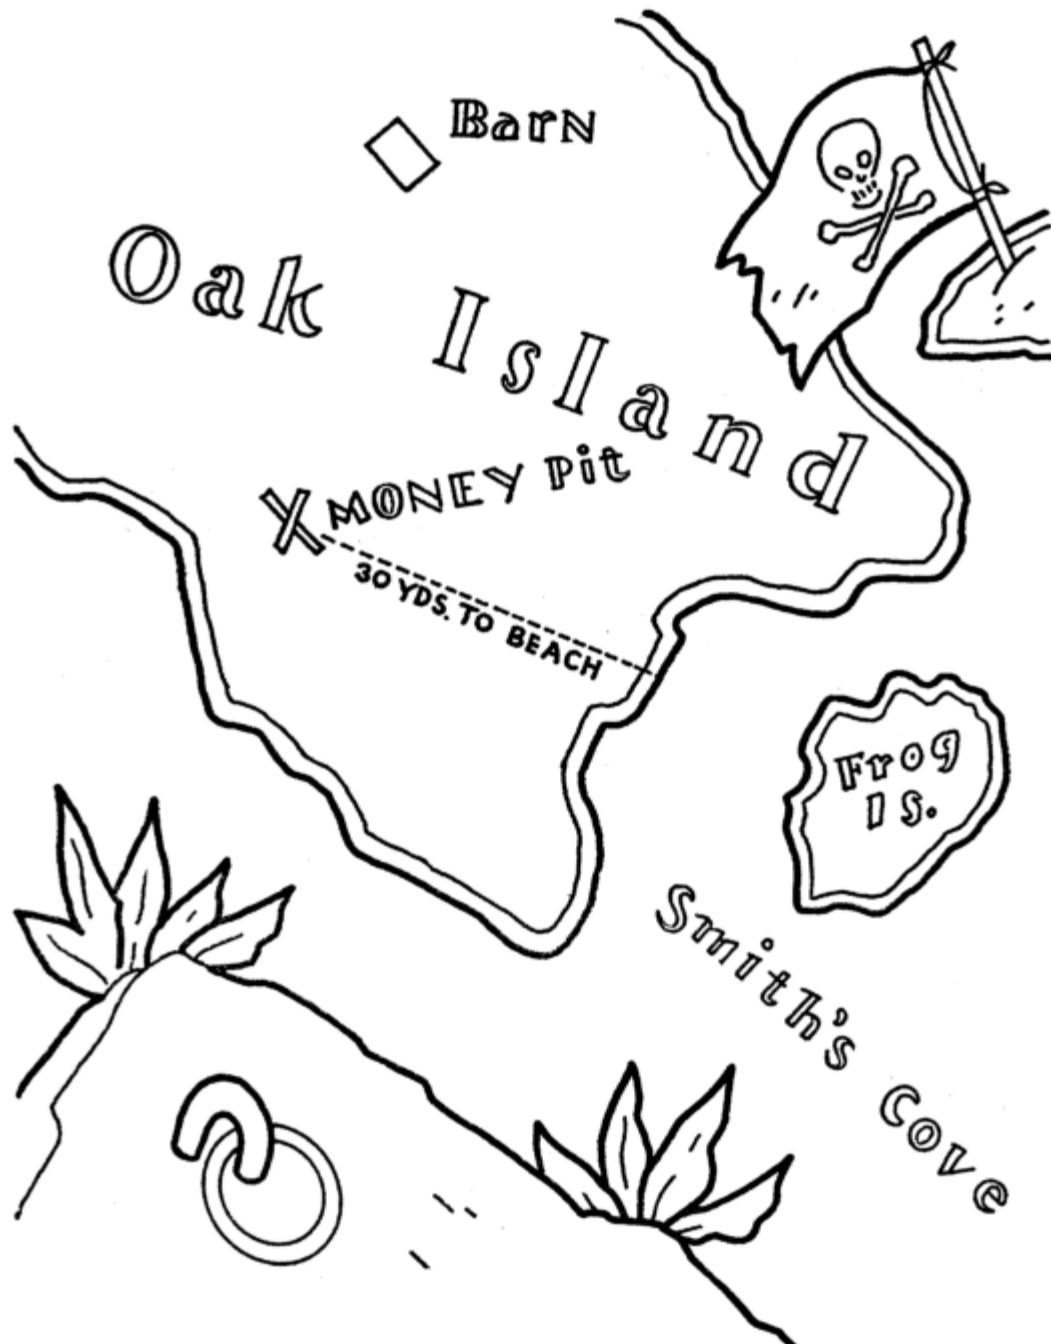 Barn
Oak Island
MONEY Pit
30 YDS. TO BEACH
Frog
Is.
Smith's Cove